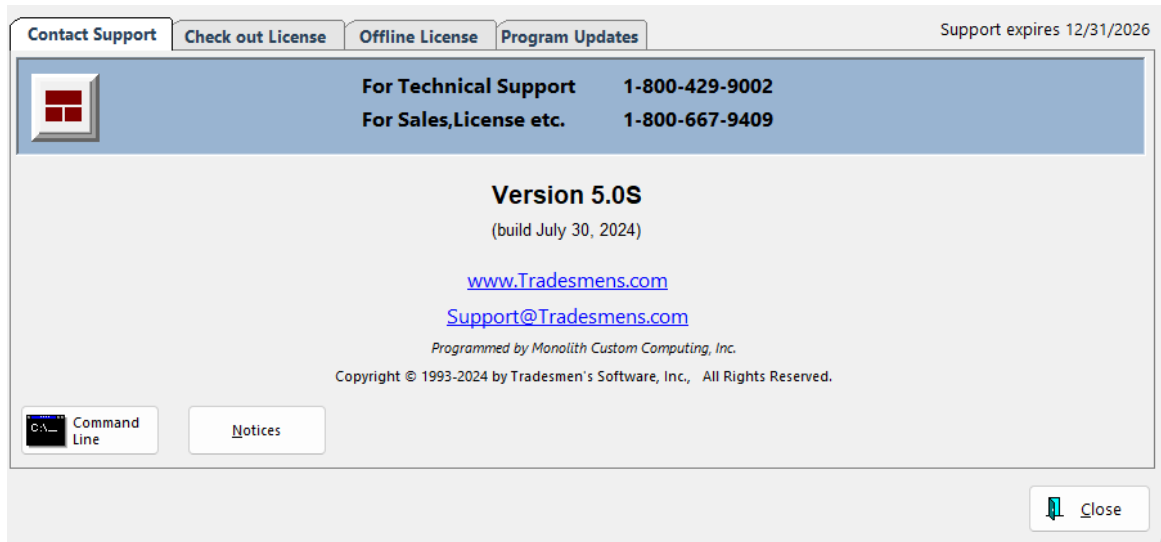 Contact Support Check out License Offline License Program Updates Support expires 12/31/2026
For Technical Support 1-800-429-9002
For Sales,License etc. 1-800-667-9409
Version 5.0S
(build July 30, 2024)
www.Tradesmens.com
Support@Tradesmens.com
Programmed by Monolith Custom Computing, Inc.
Copyright © 1993-2024 by Tradesmen's Software, Inc., All Rights Reserved.
C:\_ Command
Line
Notices
Close